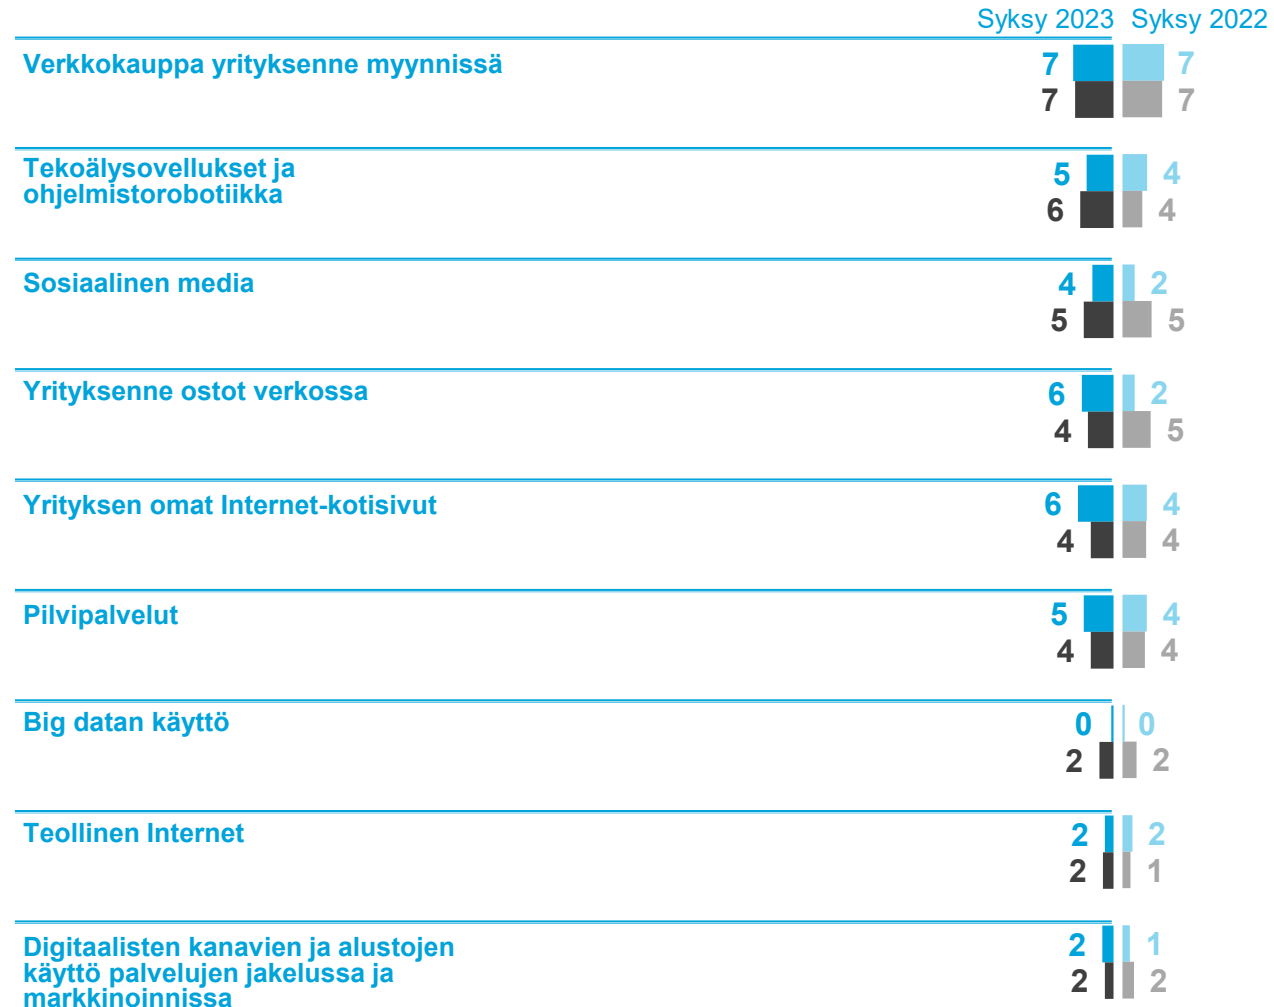 Syksy 2023 Syksy 2022
Verkkokauppa yrityksenne myynnissä
7 7
7 7
Tekoälysovellukset ja
ohjelmistorobotiikka
5 4
6 4
Sosiaalinen media
4 2
5 5
Yrityksenne ostot verkossa
6 2
4 5
Yrityksen omat Internet-kotisivut
6 4
4 4
Pilvipalvelut
5 4
4 4
Big datan käyttö
0 0
2 2
Teollinen Internet
2 2
2 1
Digitaalisten kanavien ja alustojen
käyttö palvelujen jakelussa ja
markkinoinnissa
2 1
2 2